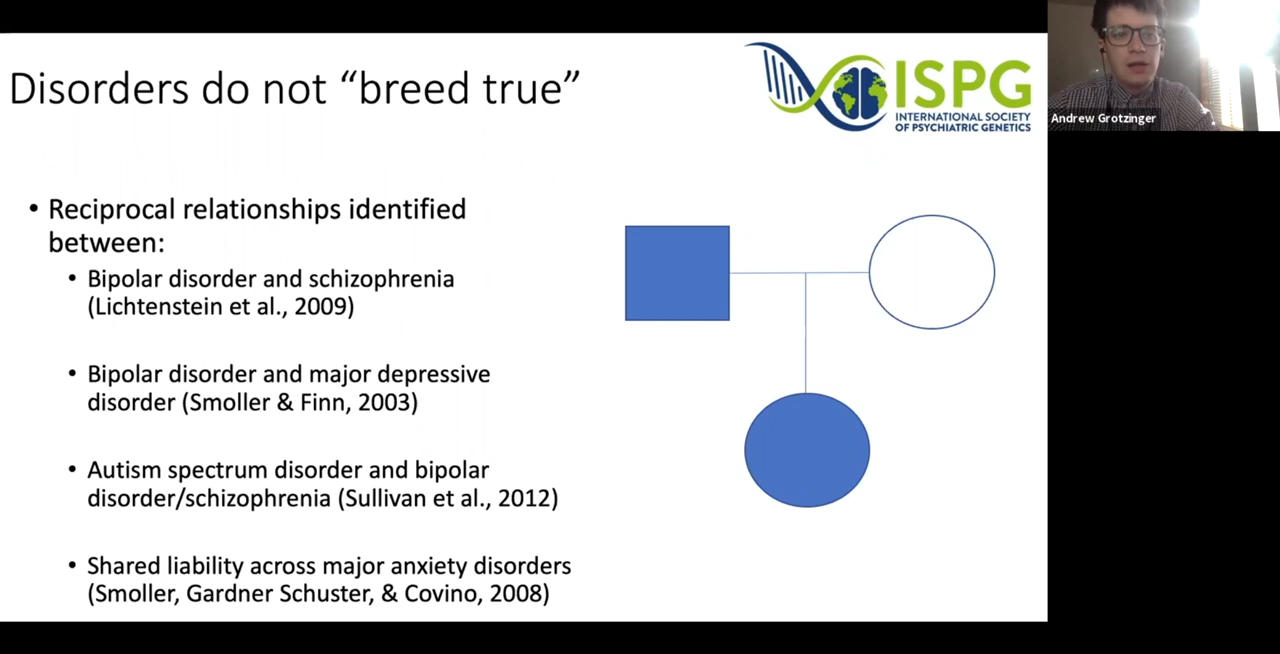 Disorders do not “breed true”
ISPG
INTERNATIONAL SOCIETY
OF PSYCHIATRIC GENETICS
Andrew Grotzinger
• Reciprocal relationships identified
between:
• Bipolar disorder and schizophrenia
(Lichtenstein et al., 2009)
• Bipolar disorder and major depressive
disorder (Smoller & Finn, 2003)
• Autism spectrum disorder and bipolar
disorder/schizophrenia (Sullivan et al., 2012)
• Shared liability across major anxiety disorders
(Smoller, Gardner Schuster, & Covino, 2008)